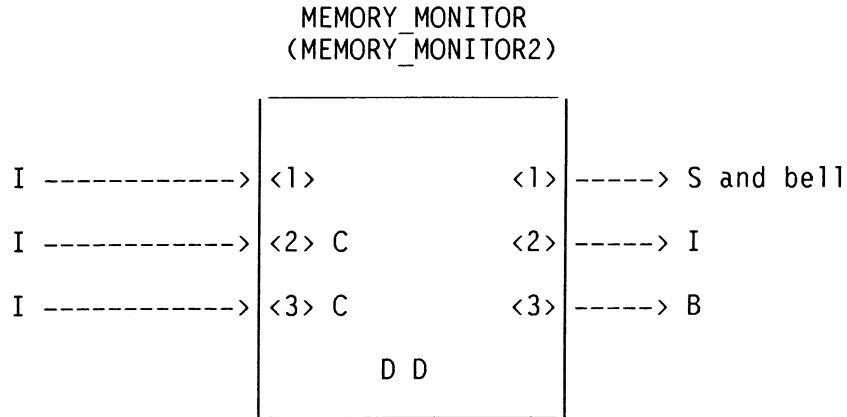 MEMORY_MONITOR
(MEMORY_MONITOR2)
I ------------> <1> <1> -----> S and bell
I ------------> <2> C <2> -----> I
I ------------> <3> C <3> -----> B
D D